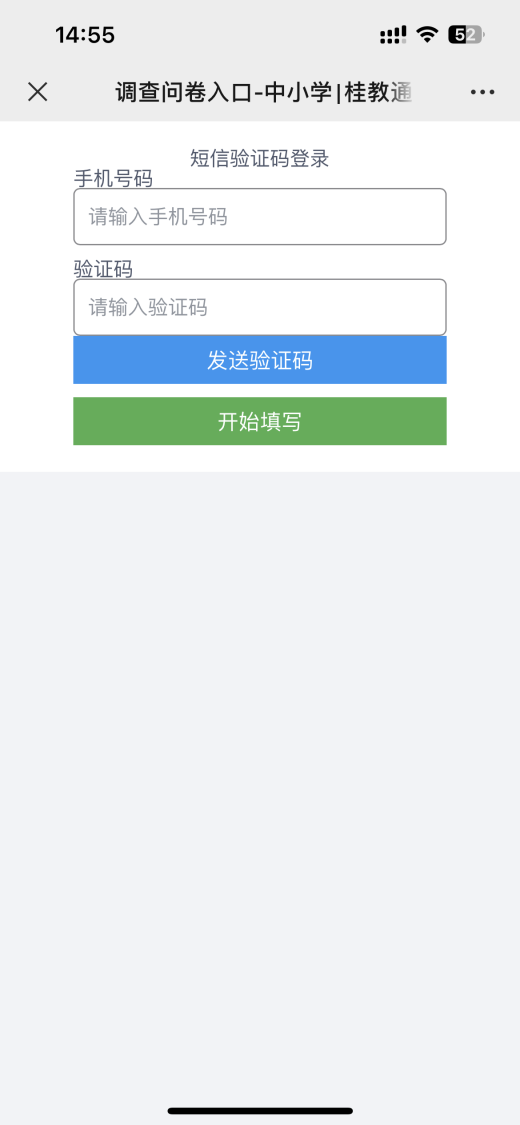 14:55
52
调查问卷入口-中小学|桂教通
短信验证码登录
手机号码
请输入手机号码
验证码
请输入验证码
发送验证码
开始填写